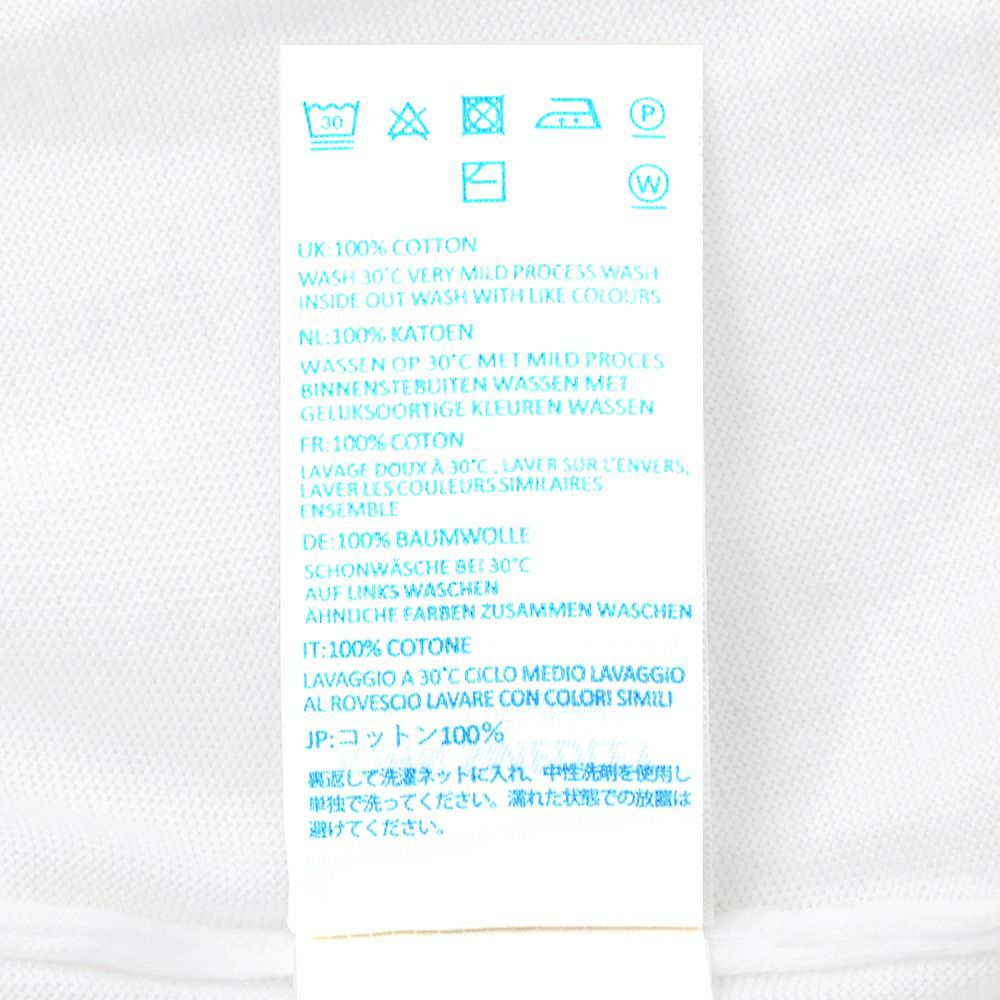 30
P
W
UK:100% COTTON
WASH 30°C VERY MILD PROCESS WASH
INSIDE OUT WASH WITH LIKE COLOURS
NL:100% KATOEN
WASSEN OP 30°C MET MILD PROCES
BINNENSTEBUITEN WASSEN MET
GELIJKSOORTIGE KLEUREN WASSEN
FR:100% COTON
LAVAGE DOUX À 30°C , LAVER SUR L'ENVERS,
LAVER LES COULEURS SIMILAIRES
ENSEMBLE
DE:100% BAUMWOLLE
SCHONWÄSCHE BEI 30°C
AUF LINKS WASCHEN
ÄHNLICHE FARBEN ZUSAMMEN WASCHEN
IT:100% COTONE
LAVAGGIO A 30°C CICLO MEDIO LAVAGGIO
AL ROVESCIO LAVARE CON COLORI SIMILI
JP:コットン100%
裏返して洗濯ネットに入れ、中性洗剤を使用し
単独で洗ってください。濡れた状態での放置は
避けてください。